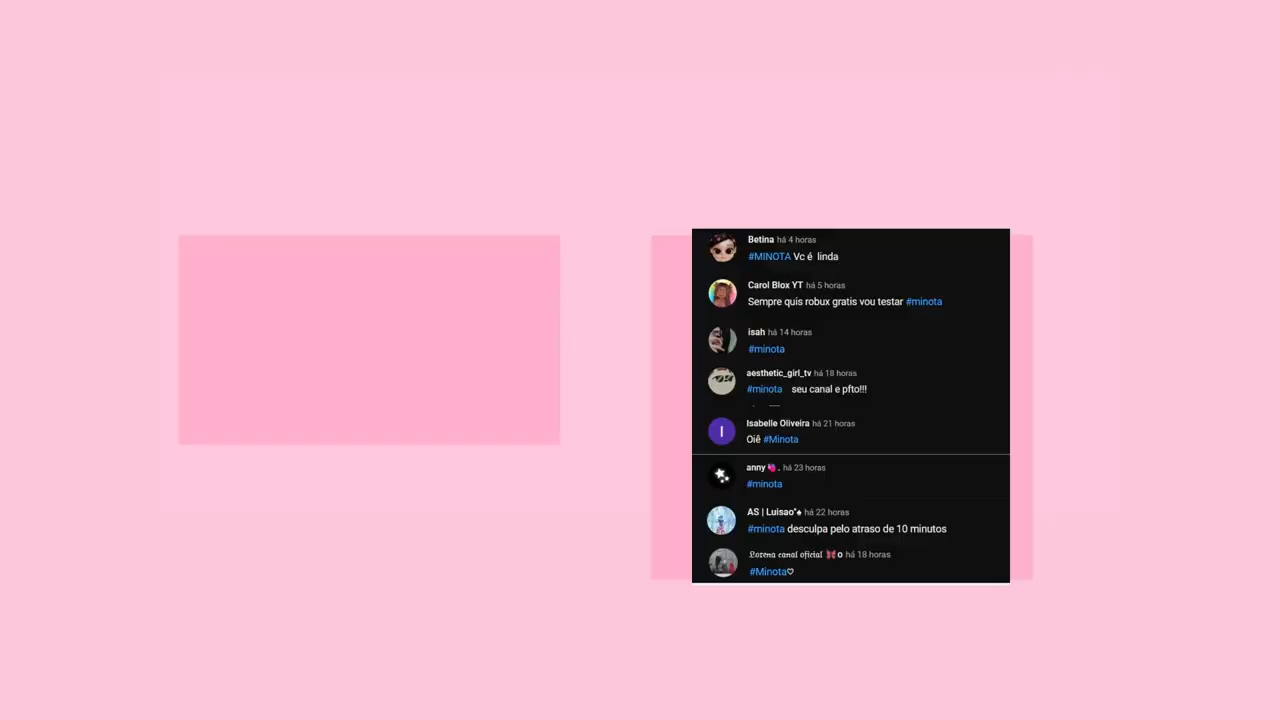 Betina há 4 horas
#MINOTA Vc é linda
Carol Blox YT há 5 horas
Sempre quis robux gratis vou testar #minota
isah há 14 horas
#minota
aesthetic_girl_tv há 18 horas
#minota seu canal e pfto!!!
I
Isabelle Oliveira há 21 horas
Oiê #Minota
anny🍇. há 23 horas
#minota
AS | Luisao"♠ há 22 horas
#minota desculpa pelo atraso de 10 minutos
𝔏𝔬𝔯𝔢𝔫𝔞 𝔠𝔞𝔫𝔞𝔩 𝔬𝔣𝔦𝔠𝔦𝔞𝔩 🦋o há 18 horas
#Minota♡